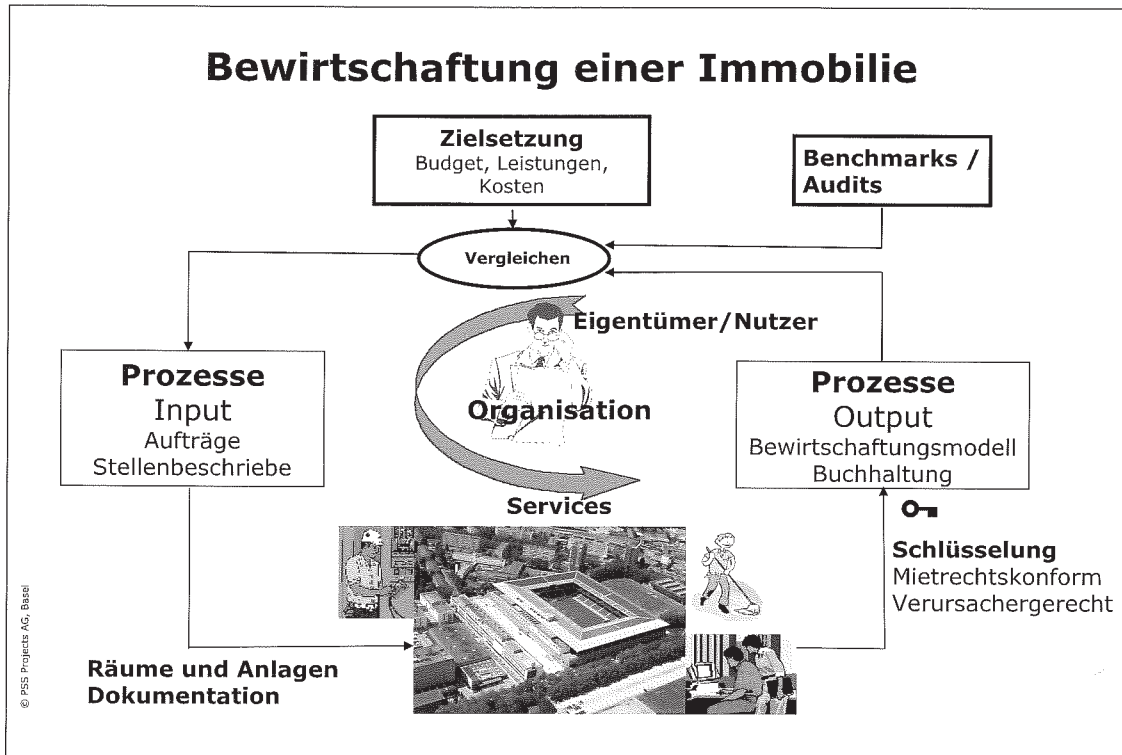 Bewirtschaftung einer Immobilie
Zielsetzung
Budget, Leistungen,
Kosten
Benchmarks /
Audits
Vergleichen
Eigentümer/Nutzer
Prozesse
Input
Aufträge
Stellenbeschriebe
Organisation
Prozesse
Output
Bewirtschaftungsmodell
Buchhaltung
Services
Schlüsselung
Mietrechtskonform
Verursachergerecht
Räume und Anlagen
Dokumentation
© PSS Projects AG, Basel